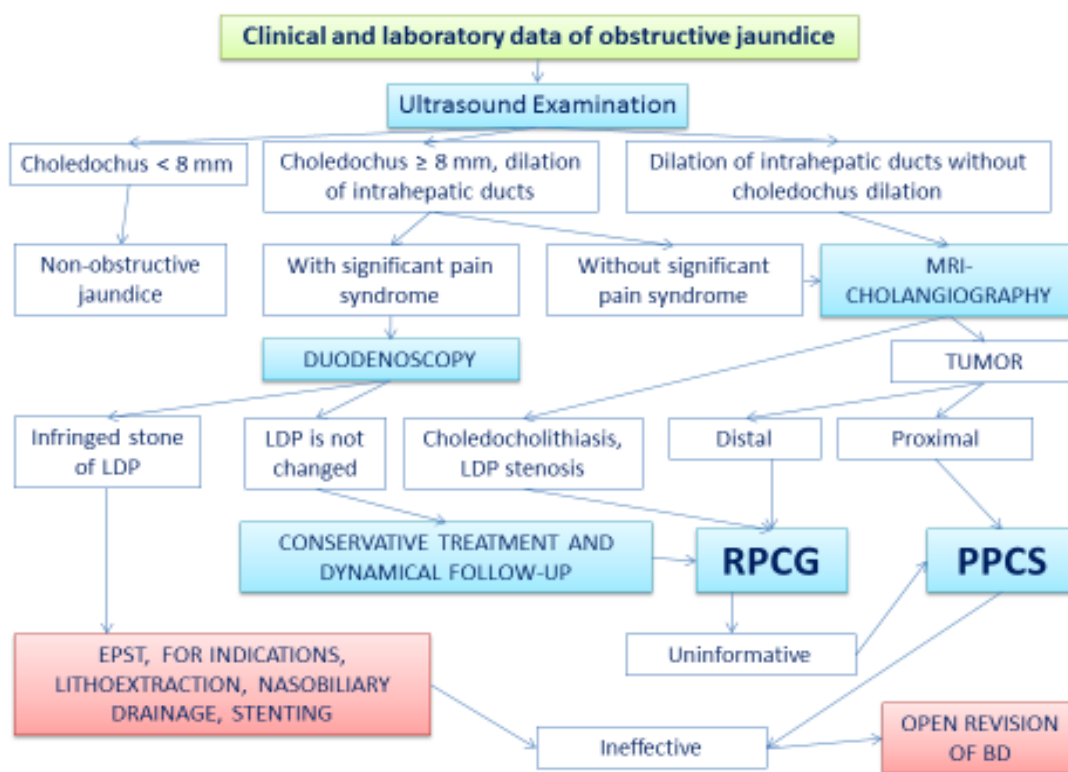 Clinical and laboratory data of obstructive jaundice
Ultrasound Examination
Choledochus < 8 mm
Choledochus ≥ 8 mm, dilation
of intrahepatic ducts
Dilation of intrahepatic ducts without
choledochus dilation
Non-obstructive
jaundice
With significant pain
syndrome
Without significant
pain syndrome
MRI-
CHOLANGIOGRAPHY
DUODENOSCOPY
TUMOR
Infringed stone
of LDP
LDP is not
changed
Choledocholithiasis,
LDP stenosis
Distal
Proximal
CONSERVATIVE TREATMENT AND
DYNAMICAL FOLLOW-UP
RPCG
PPCS
Uninformative
EPST, FOR INDICATIONS,
LITHOEXTRACTION, NASOBILIARY
DRAINAGE, STENTING
Ineffective
OPEN REVISION
OF BD